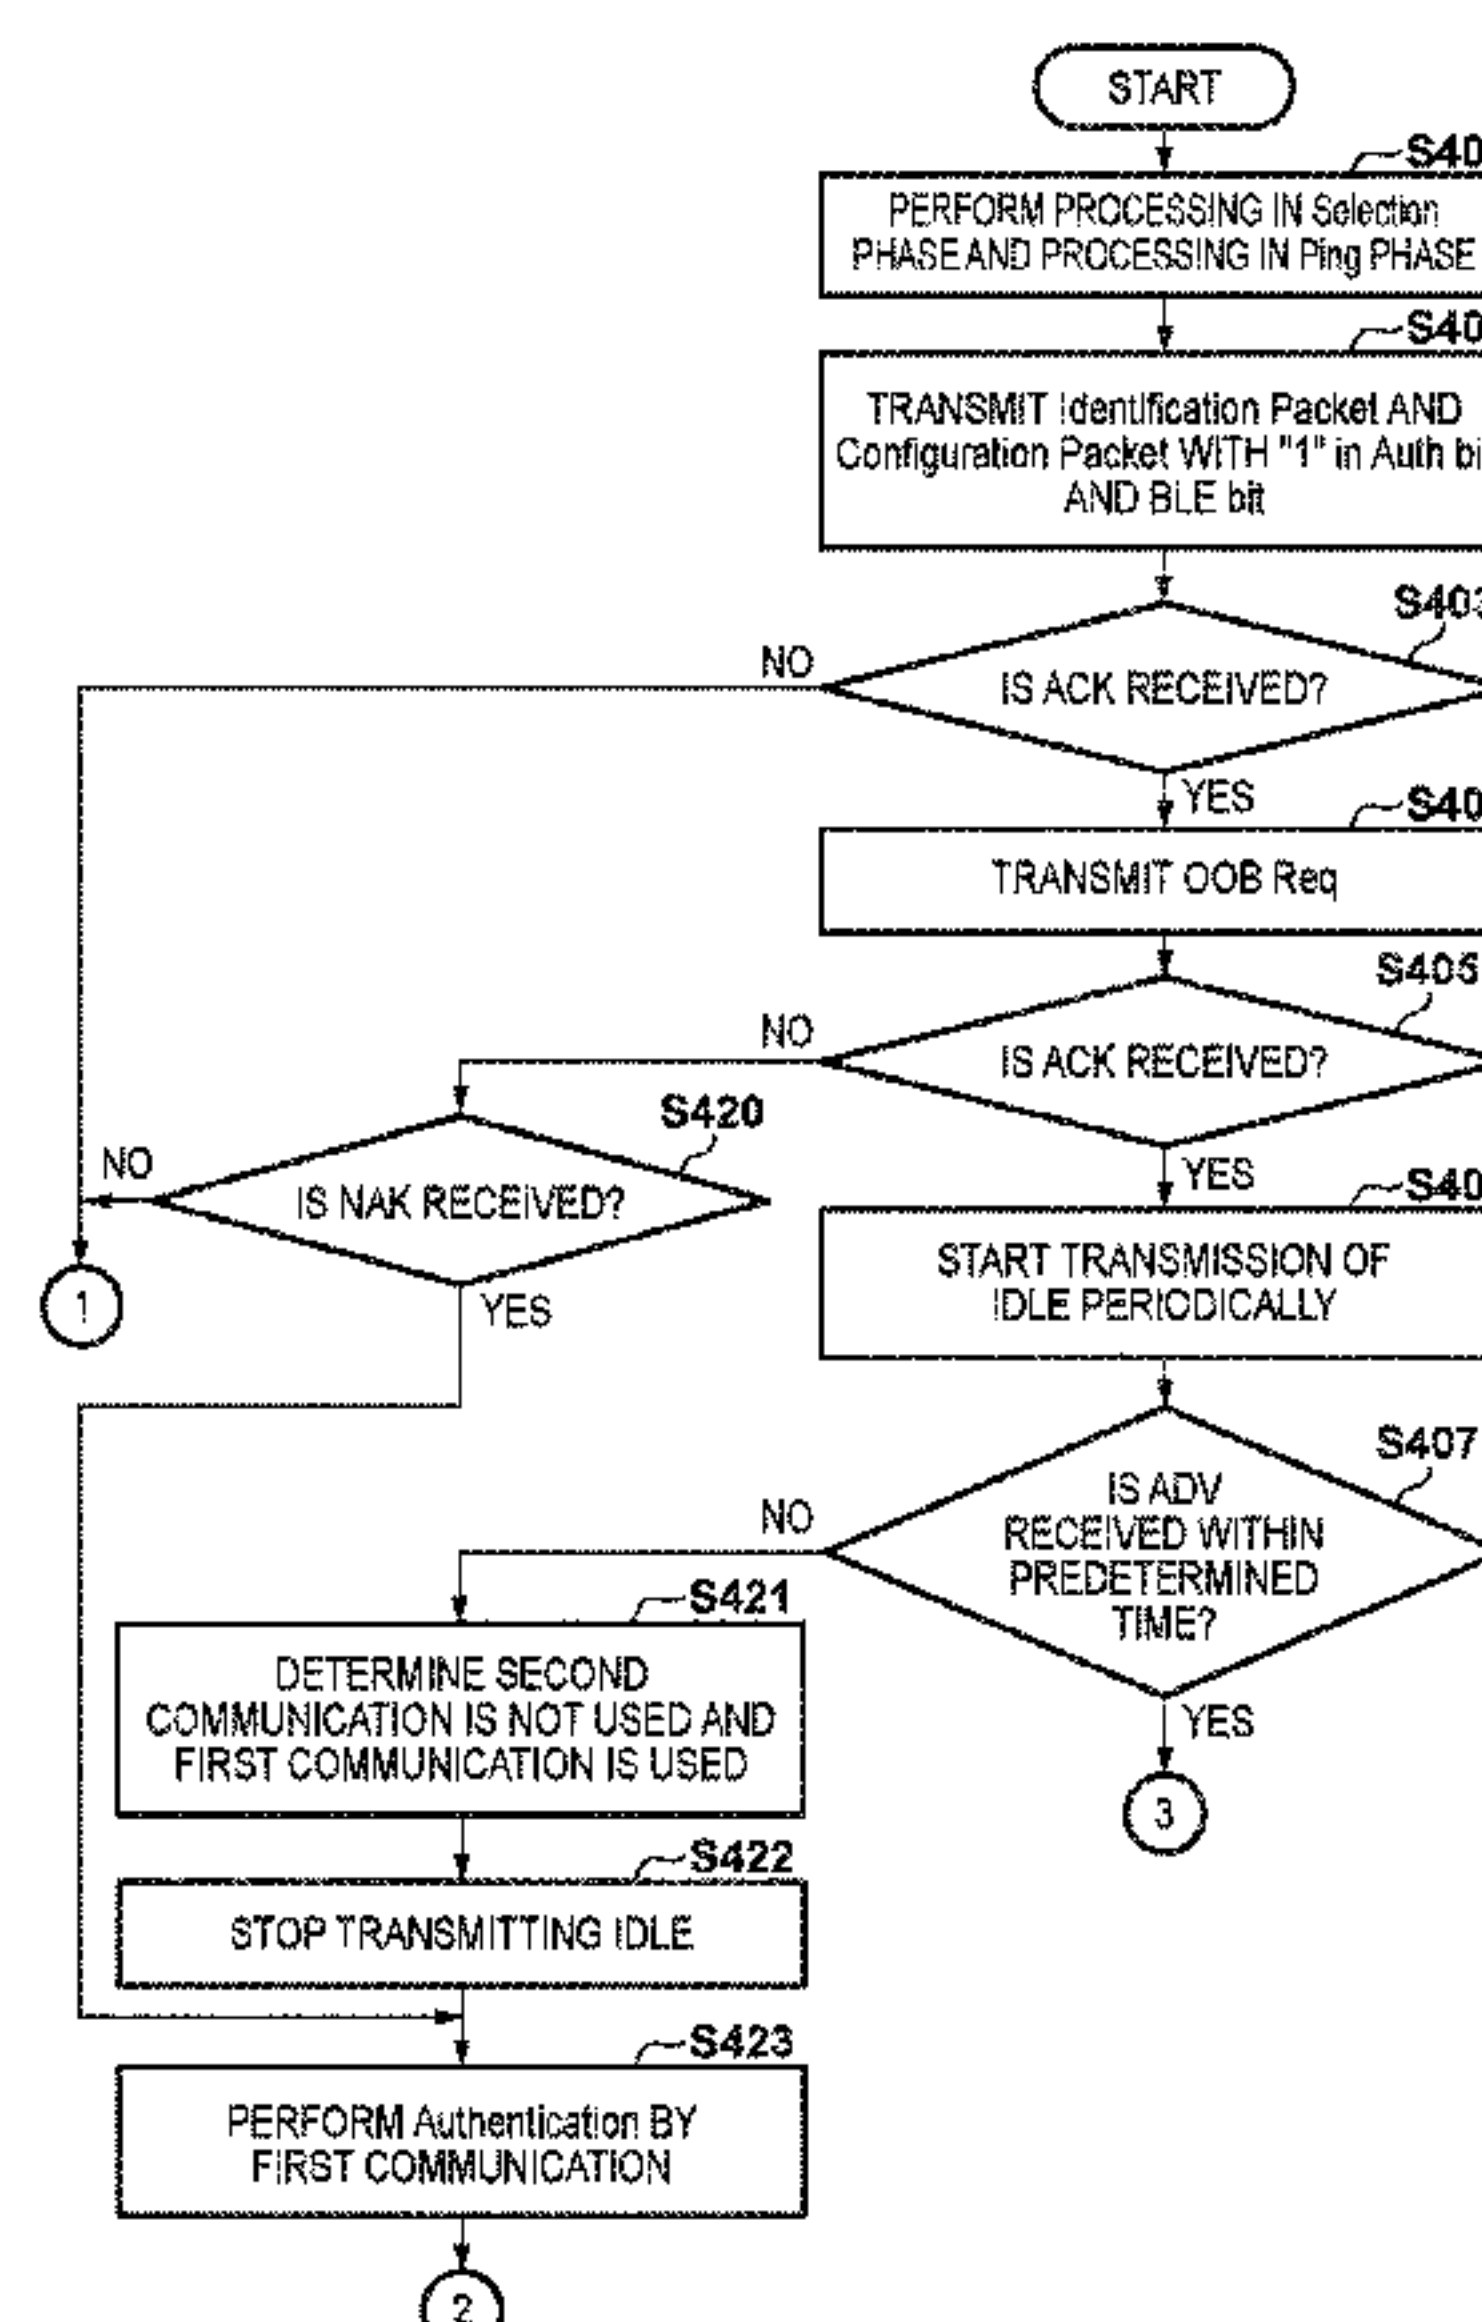 START
S40
PERFORM PROCESSING IN Selection
PHASE AND PROCESSING IN Ping PHASE
S40
TRANSMIT Identification Packet AND
Configuration Packet WITH "1" in Auth bi
AND BLE bit
S403
NO
IS ACK RECEIVED?
YES
S40
TRANSMIT OOB Req
S405
NO
IS ACK RECEIVED?
S420
NO
IS NAK RECEIVED?
YES
S40
START TRANSMISSION OF
IDLE PERIODICALLY
1
YES
S407
NO
IS ADV
RECEIVED WITHIN
PREDETERMINED
TIME?
S421
DETERMINE SECOND
COMMUNICATION IS NOT USED AND
FIRST COMMUNICATION IS USED
YES
3
S422
STOP TRANSMITTING IDLE
S423
PERFORM Authentication BY
FIRST COMMUNICATION
2